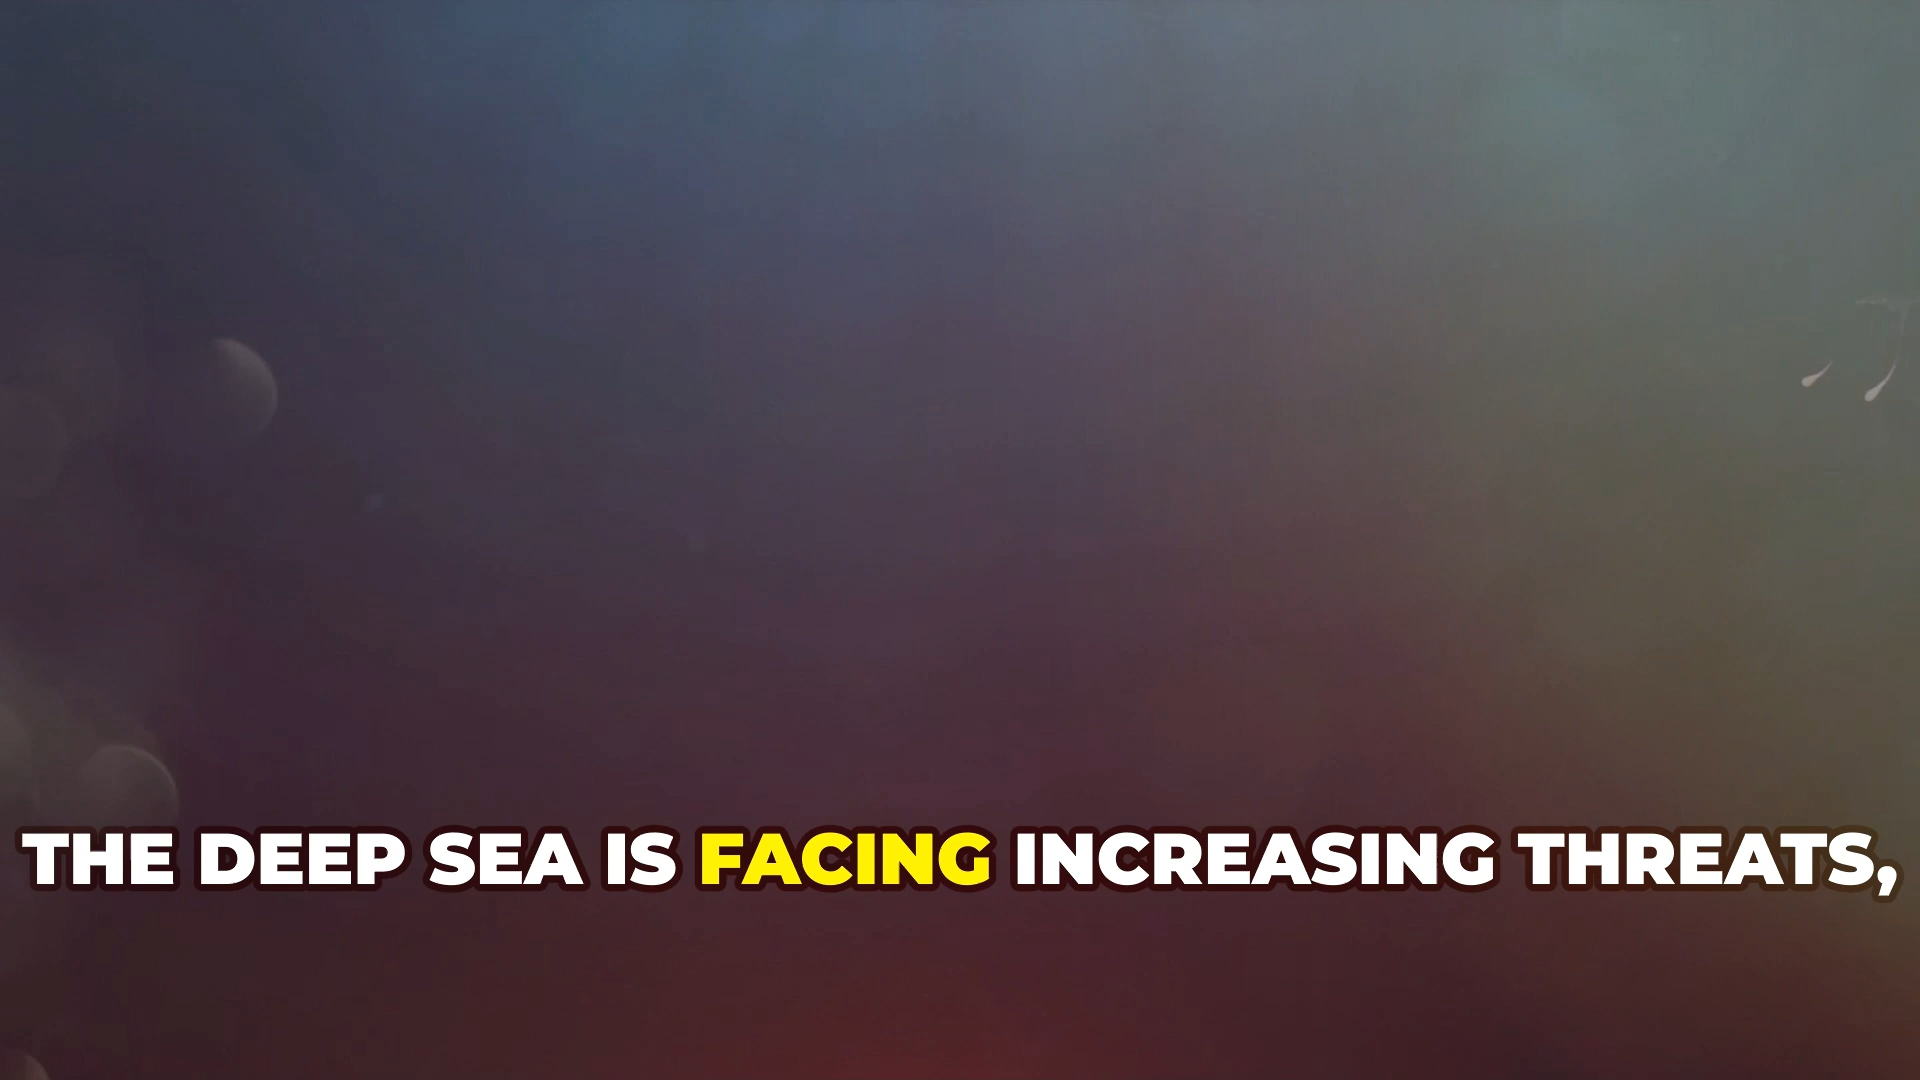 THE DEEP SEA IS FACING INCREASING THREATS,